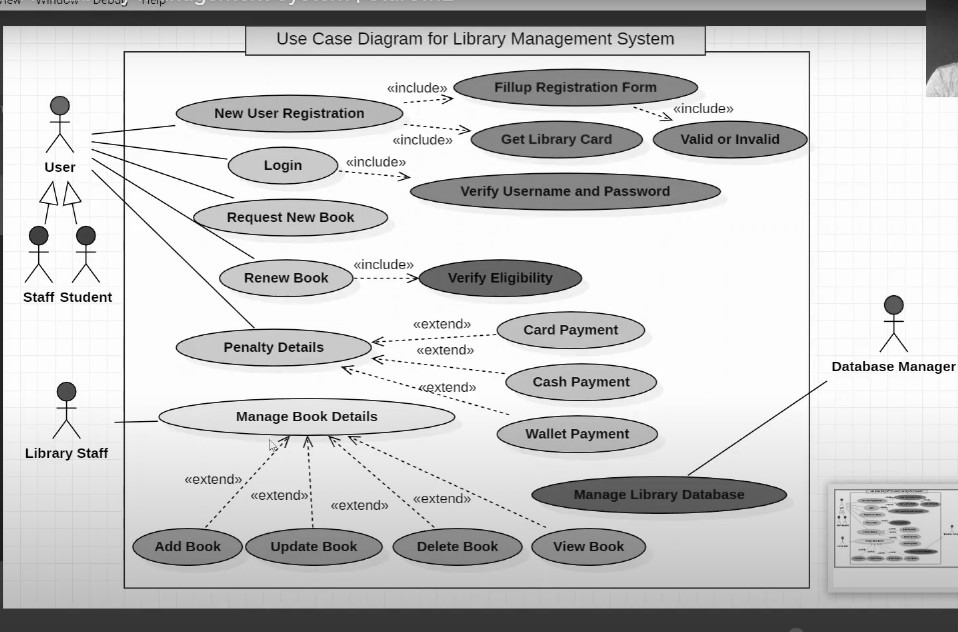 Window Debug Help
Use Case Diagram for Library Management System
«include»
Fillup Registration Form
New User Registration
«include»
«include»
Get Library Card
Valid or Invalid
Login
«include»
User
Verify Username and Password
Request New Book
«include»
Renew Book
Verify Eligibility
Staff Student
«extend»
Card Payment
Penalty Details
«extend»
Database Manager
Cash Payment
«extend»
Manage Book Details
Wallet Payment
Library Staff
«extend»
«extend»
«extend»
«extend»
Manage Library Database
Add Book
Update Book
Delete Book
View Book